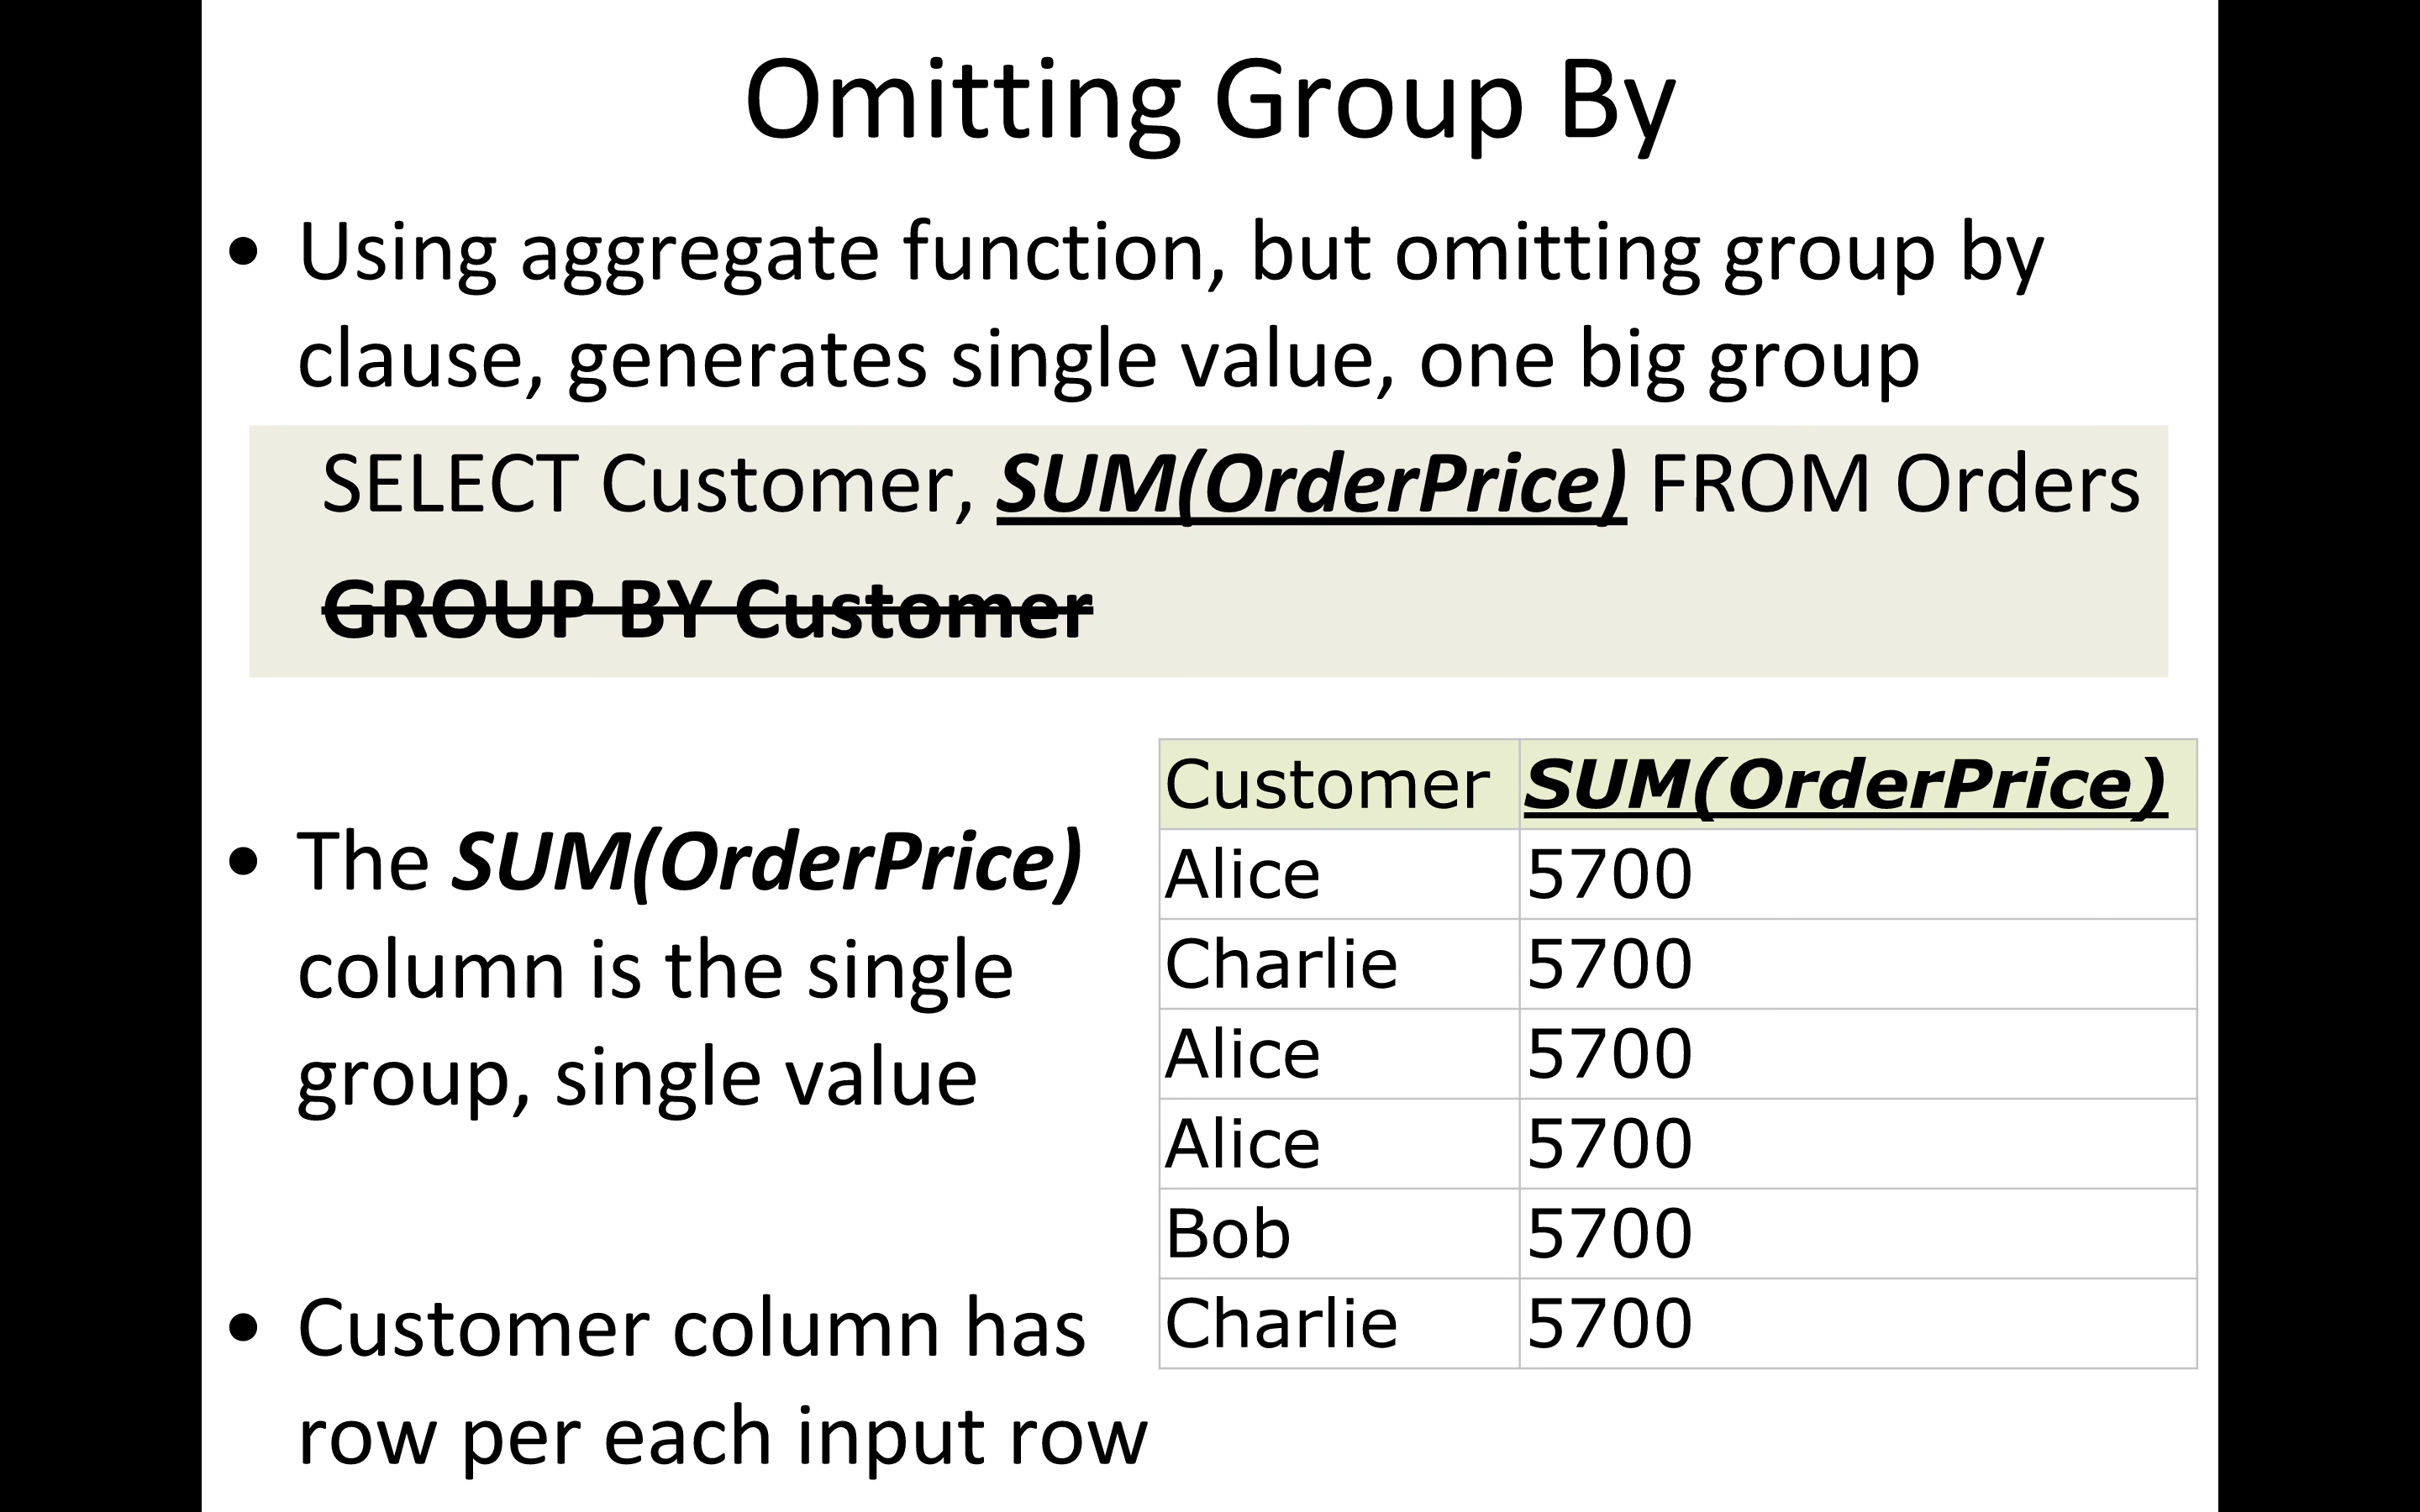 Omitting Group By
• Using aggregate function, but omitting group by
clause, generates single value, one big group
SELECT Customer, SUM(OrderPrice) FROM Orders
GROUP BY Customer
• The SUM(OrderPrice)
column is the single
group, single value
• Customer column has
row per each input row
Customer SUM(OrderPrice)
Alice 5700
Charlie 5700
Alice 5700
Alice 5700
Bob 5700
Charlie 5700